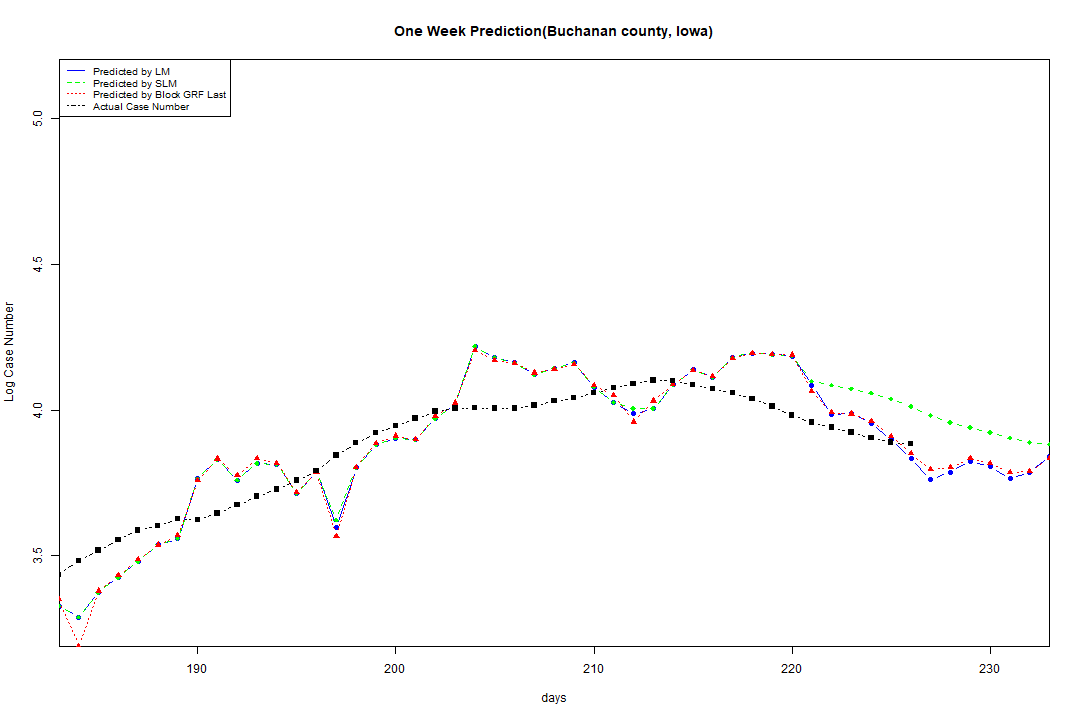 One Week Prediction(Buchanan county, Iowa)
Predicted by LM
Predicted by SLM
Predicted by Block GRF Last
Actual Case Number
5.0
4.5
4.0
3.5
Log Case Number
190 200 210 220 230
days